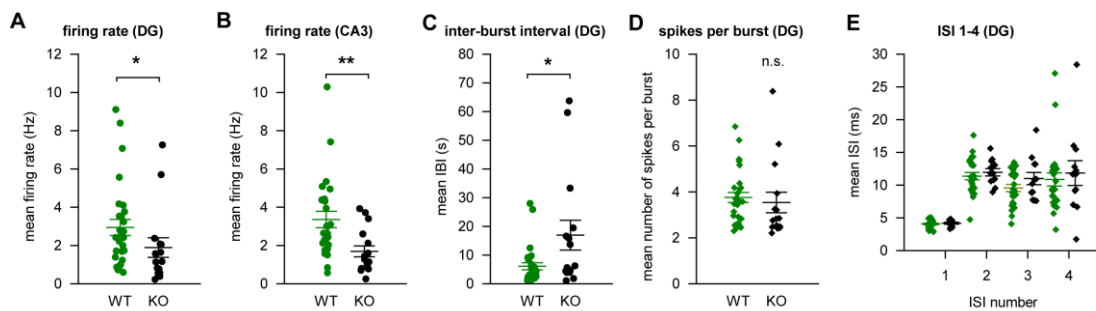 A
firing rate (DG)
mean firing rate (Hz)
12
10
8
6
4
2
0
*
WT
KO
B
firing rate (CA3)
mean firing rate (Hz)
12
10
8
6
4
2
0
**
WT
KO
C
inter-burst interval (DG)
mean IBI (s)
80
70
60
50
40
30
20
10
0
*
WT
KO
D
spikes per burst (DG)
mean number of spikes per burst
10
8
6
4
2
0
n.s.
WT
KO
E
ISI 1-4 (DG)
mean ISI (ms)
30
25
20
15
10
5
0
1
2
3
4
ISI number